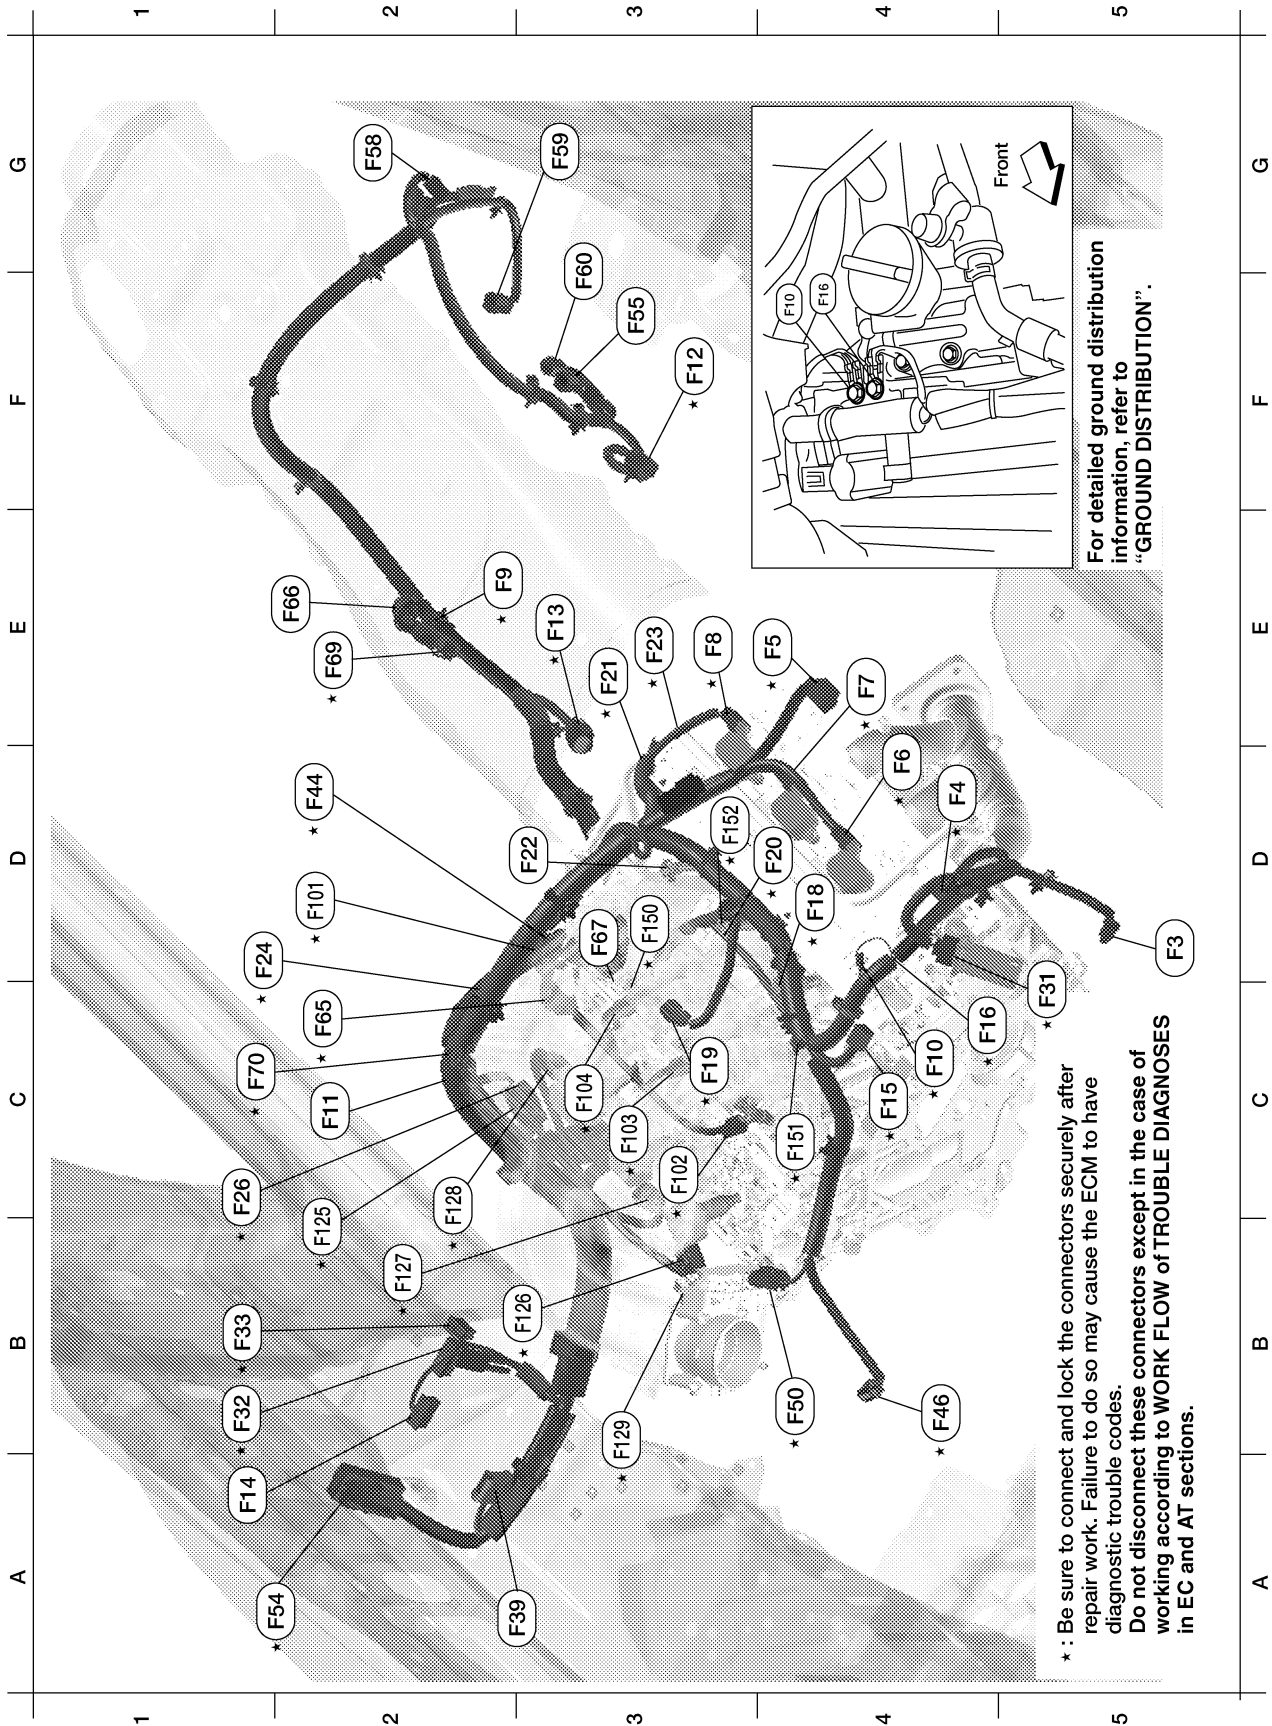 1
2
3
4
5
G
F
E
D
C
B
A
F58
F59
F60
F55
★ F12
F66
★ F69
★ F9
★ F13
★ F21
★ F23
★ F8
★ F5
★ F7
★ F6
★ F4
F3
★ F44
★ F101
★ F24
★ F65
★ F70
F11
F22
F67
★ F150
★ F152
★ F20
★ F18
★ F31
★ F16
★ F10
★ F15
★ F19
★ F104
★ F103
★ F102
★ F151
★ F26
★ F125
★ F128
★ F127
★ F126
★ F33
★ F32
F14
★ F54
F39
★ F129
★ F50
★ F46
F10
F16
Front
For detailed ground distribution
information, refer to
“GROUND DISTRIBUTION”.
★ : Be sure to connect and lock the connectors securely after
repair work. Failure to do so may cause the ECM to have
diagnostic trouble codes.
Do not disconnect these connectors except in the case of
working according to WORK FLOW of TROUBLE DIAGNOSES
in EC and AT sections.
G
F
E
D
C
B
A
1
2
3
4
5